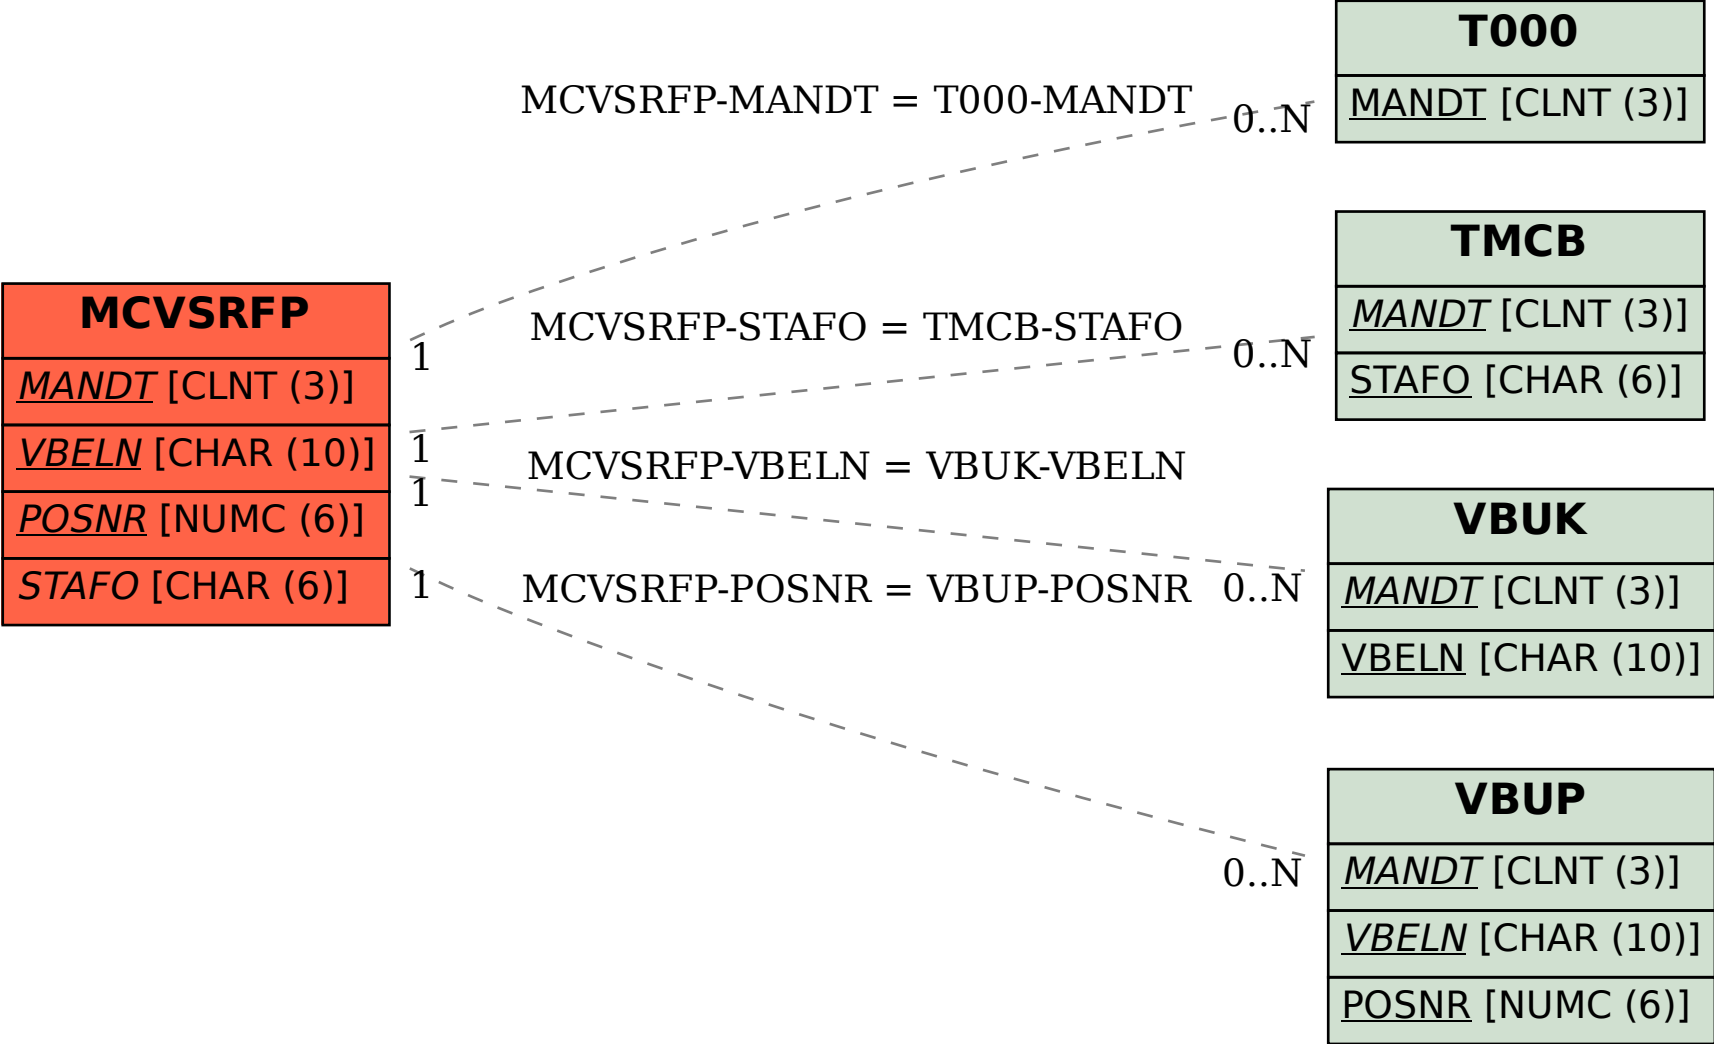 MCVSRFP
MANDT [CLNT (3)]
VBELN [CHAR (10)]
POSNR [NUMC (6)]
STAFO [CHAR (6)]
MCVSRFP-MANDT = T000-MANDT
1
0..N
MCVSRFP-STAFO = TMCB-STAFO
1
0..N
MCVSRFP-VBELN = VBUK-VBELN
1
0..N
MCVSRFP-POSNR = VBUP-POSNR
1
0..N
T000
MANDT [CLNT (3)]
TMCB
MANDT [CLNT (3)]
STAFO [CHAR (6)]
VBUK
MANDT [CLNT (3)]
VBELN [CHAR (10)]
VBUP
MANDT [CLNT (3)]
VBELN [CHAR (10)]
POSNR [NUMC (6)]